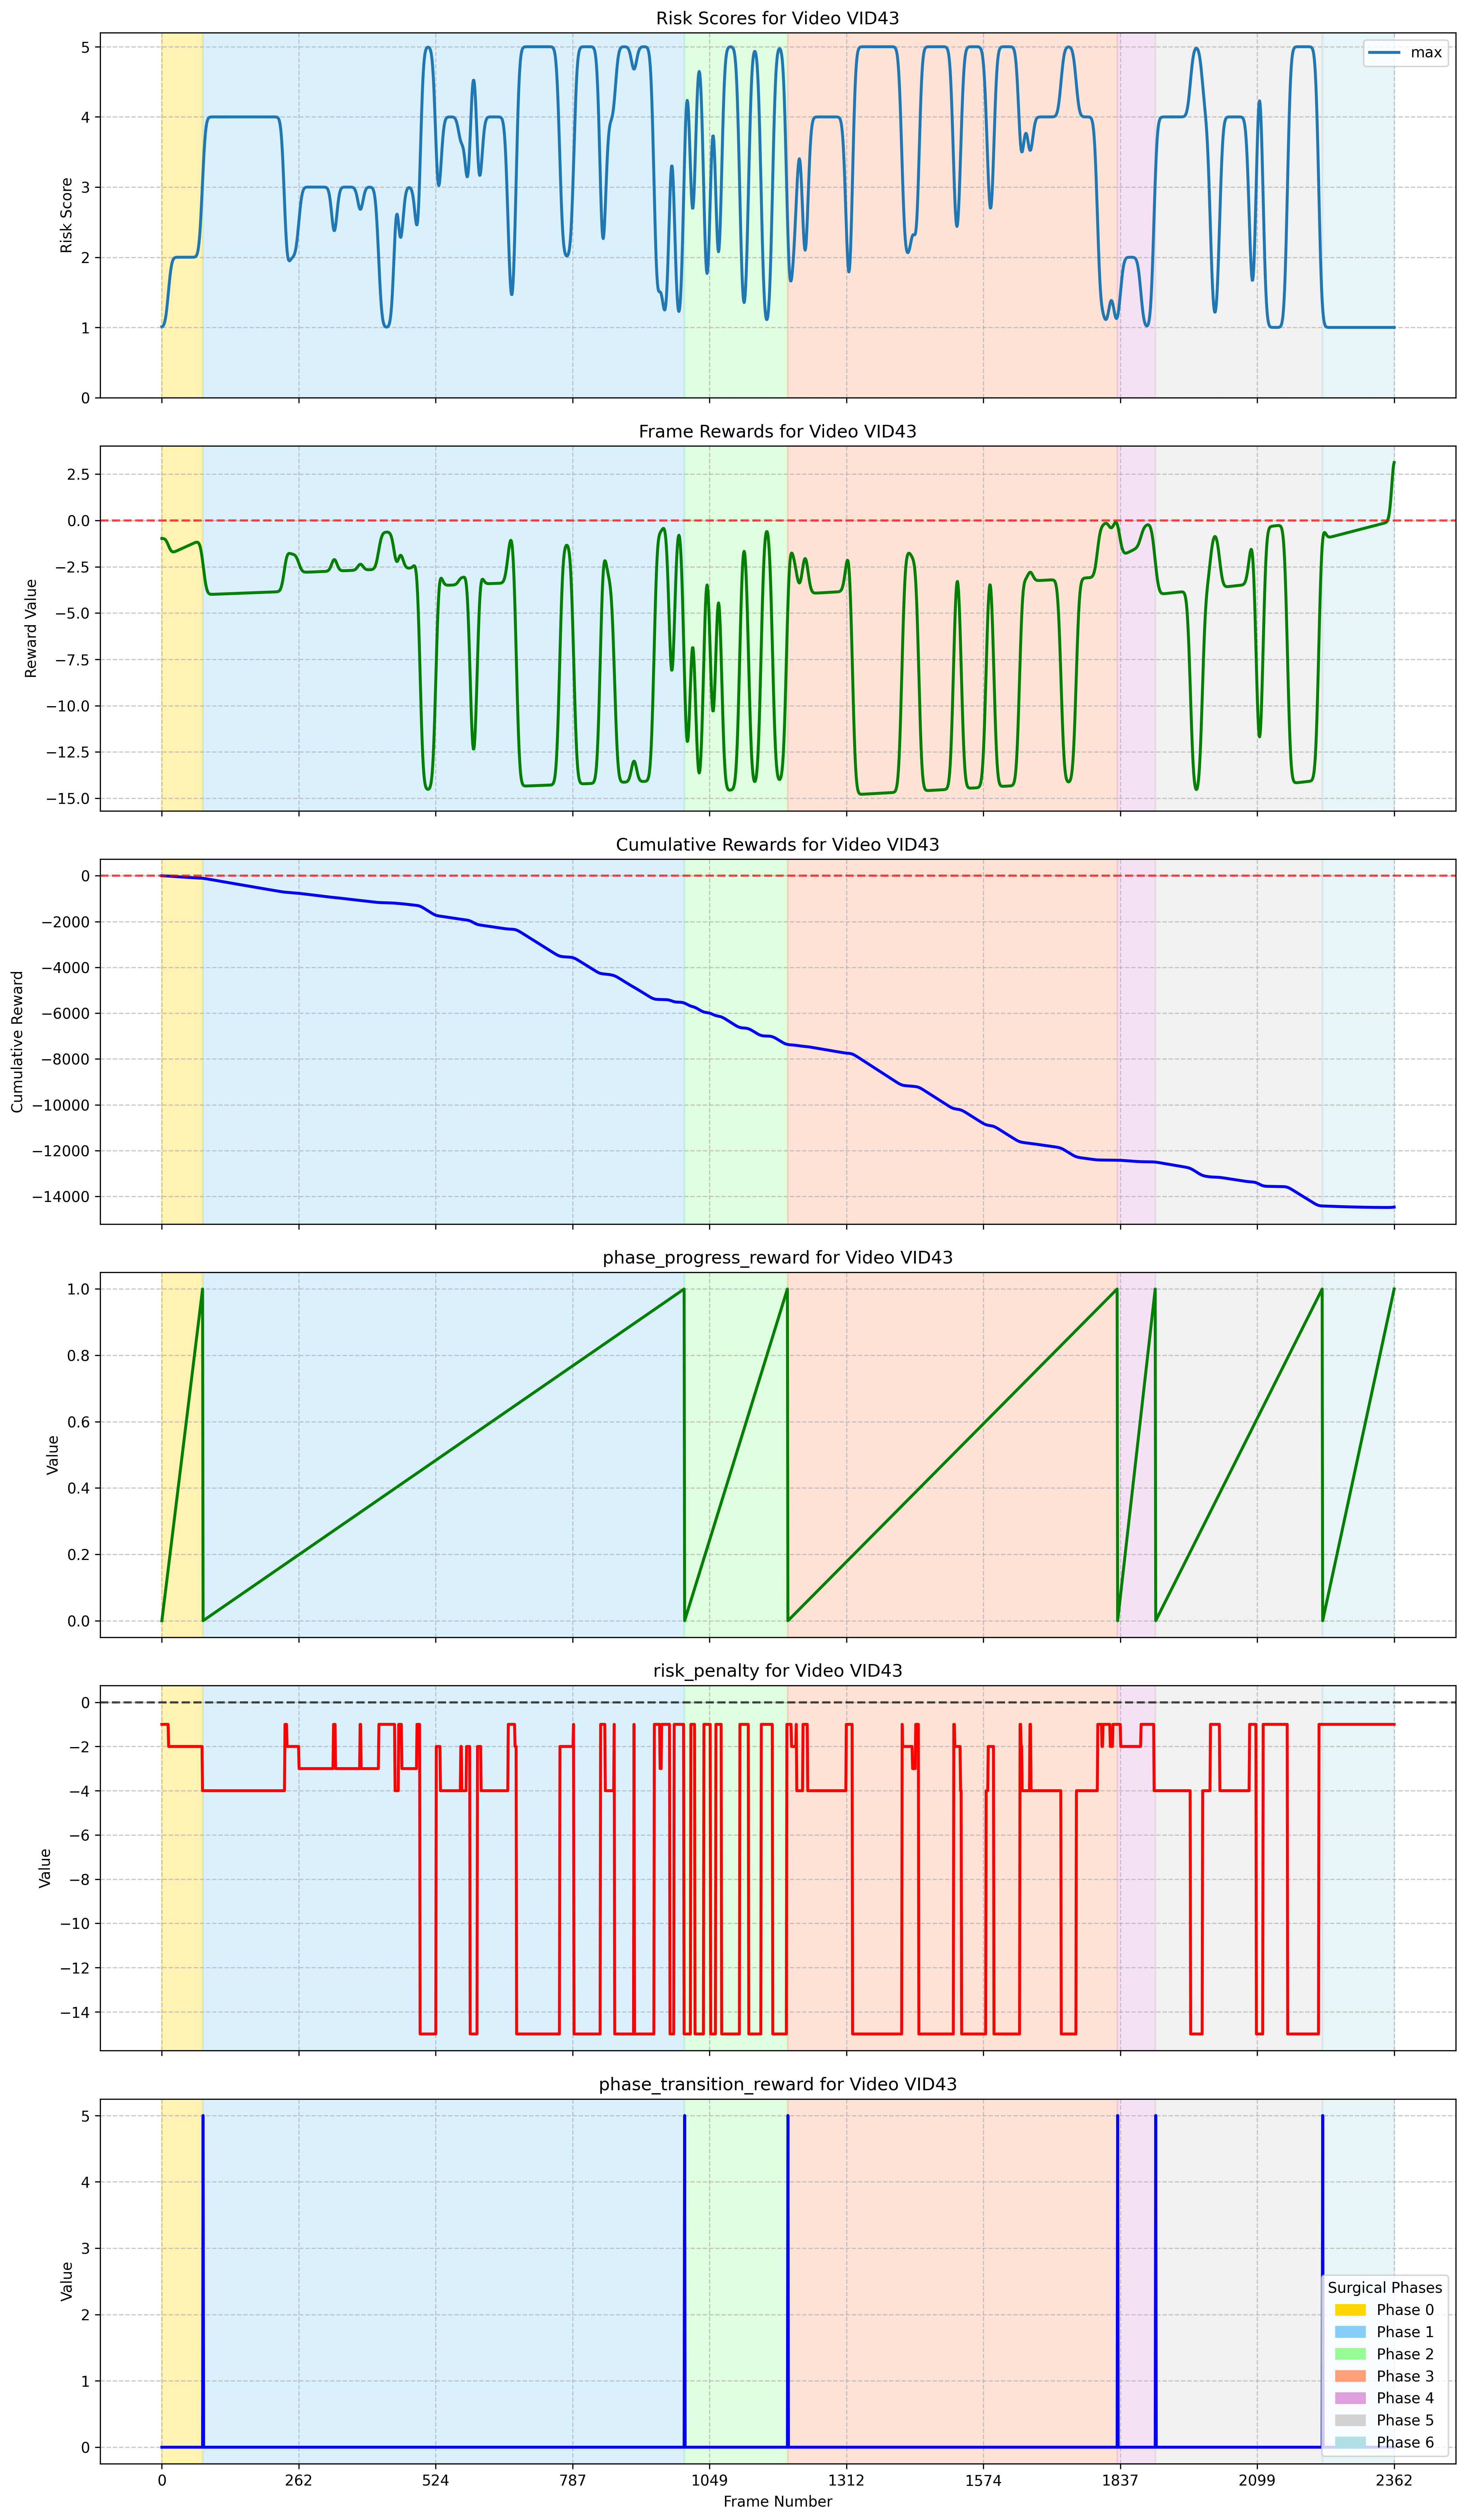 Risk Scores for Video VID43
5
4
3
2
1
0
Risk Score
max
Frame Rewards for Video VID43
2.5
0.0
−2.5
−5.0
−7.5
−10.0
−12.5
−15.0
Reward Value
Cumulative Rewards for Video VID43
0
−2000
−4000
−6000
−8000
−10000
−12000
−14000
Cumulative Reward
phase_progress_reward for Video VID43
1.0
0.8
0.6
0.4
0.2
0.0
Value
risk_penalty for Video VID43
0
−2
−4
−6
−8
−10
−12
−14
Value
phase_transition_reward for Video VID43
5
4
3
2
1
0
Value
Surgical Phases
Phase 0
Phase 1
Phase 2
Phase 3
Phase 4
Phase 5
Phase 6
0 262 524 787 1049 1312 1574 1837 2099 2362
Frame Number